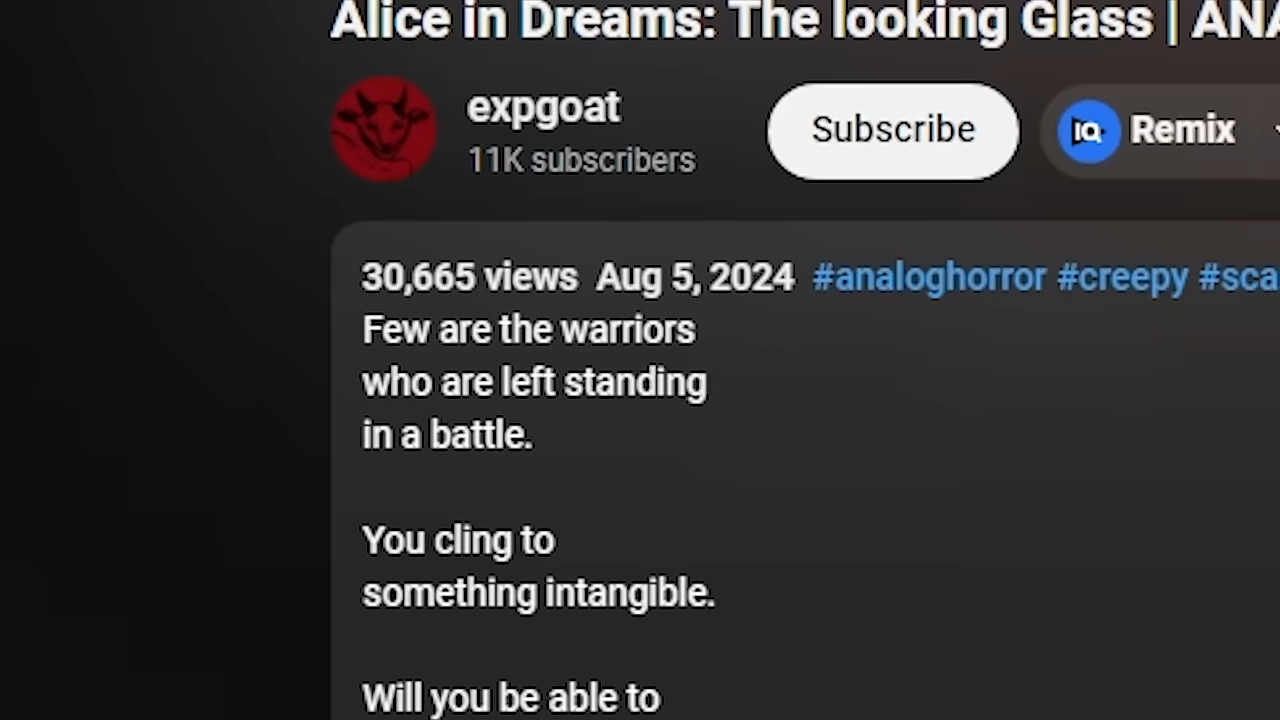 Alice in Dreams: The looking Glass | ANA
expgoat
11K subscribers
Subscribe
IQ Remix
30,665 views Aug 5, 2024 #analoghorror #creepy #sca
Few are the warriors
who are left standing
in a battle.
You cling to
something intangible.
Will you be able to